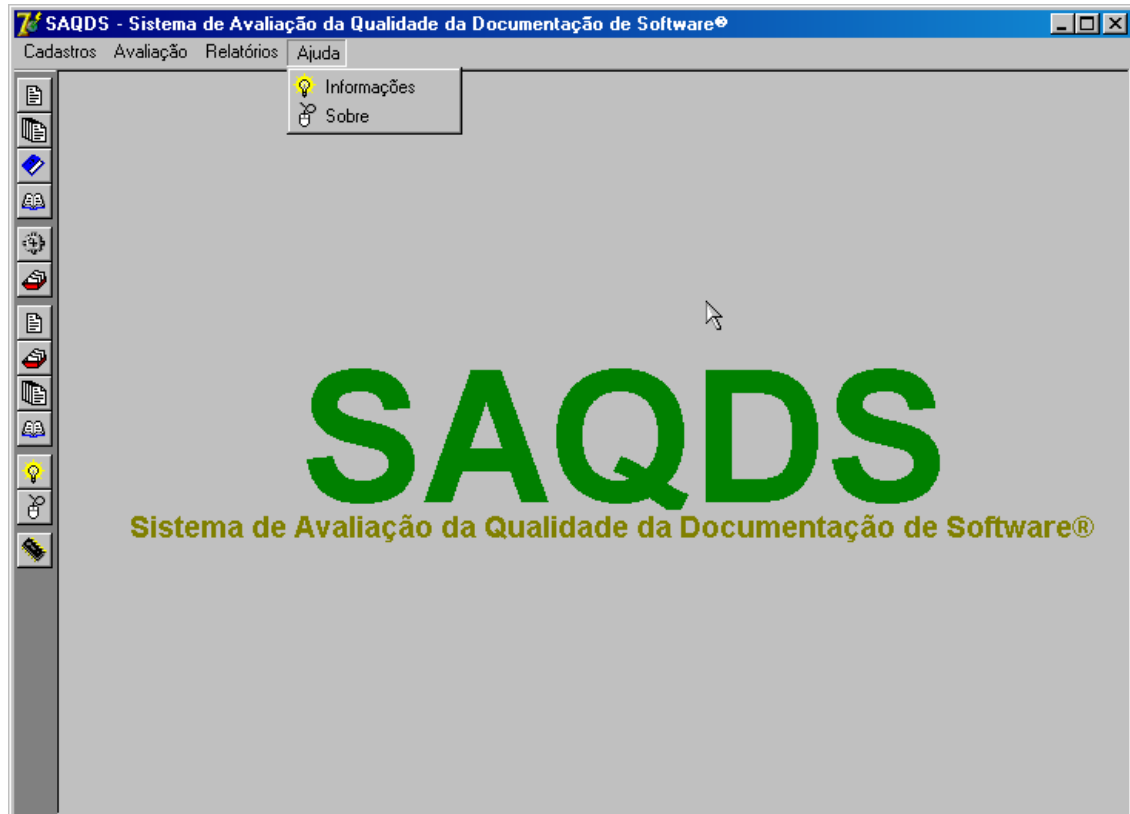 SAQDS - Sistema de Avaliação da Qualidade da Documentação de Software®
Cadastros Avaliação Relatórios Ajuda
Informações
Sobre
SAQDS
Sistema de Avaliação da Qualidade da Documentação de Software®